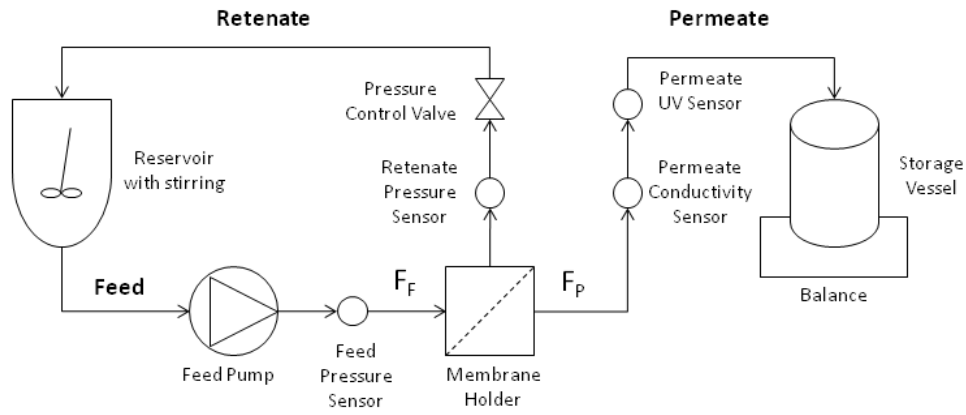 Retenate
Permeate
Pressure
Control Valve
Permeate
UV Sensor
Reservoir
with stirring
Retenate
Pressure
Sensor
Permeate
Conductivity
Sensor
Storage
Vessel
Feed
F_F
F_P
Balance
Feed Pump
Feed
Pressure
Sensor
Membrane
Holder